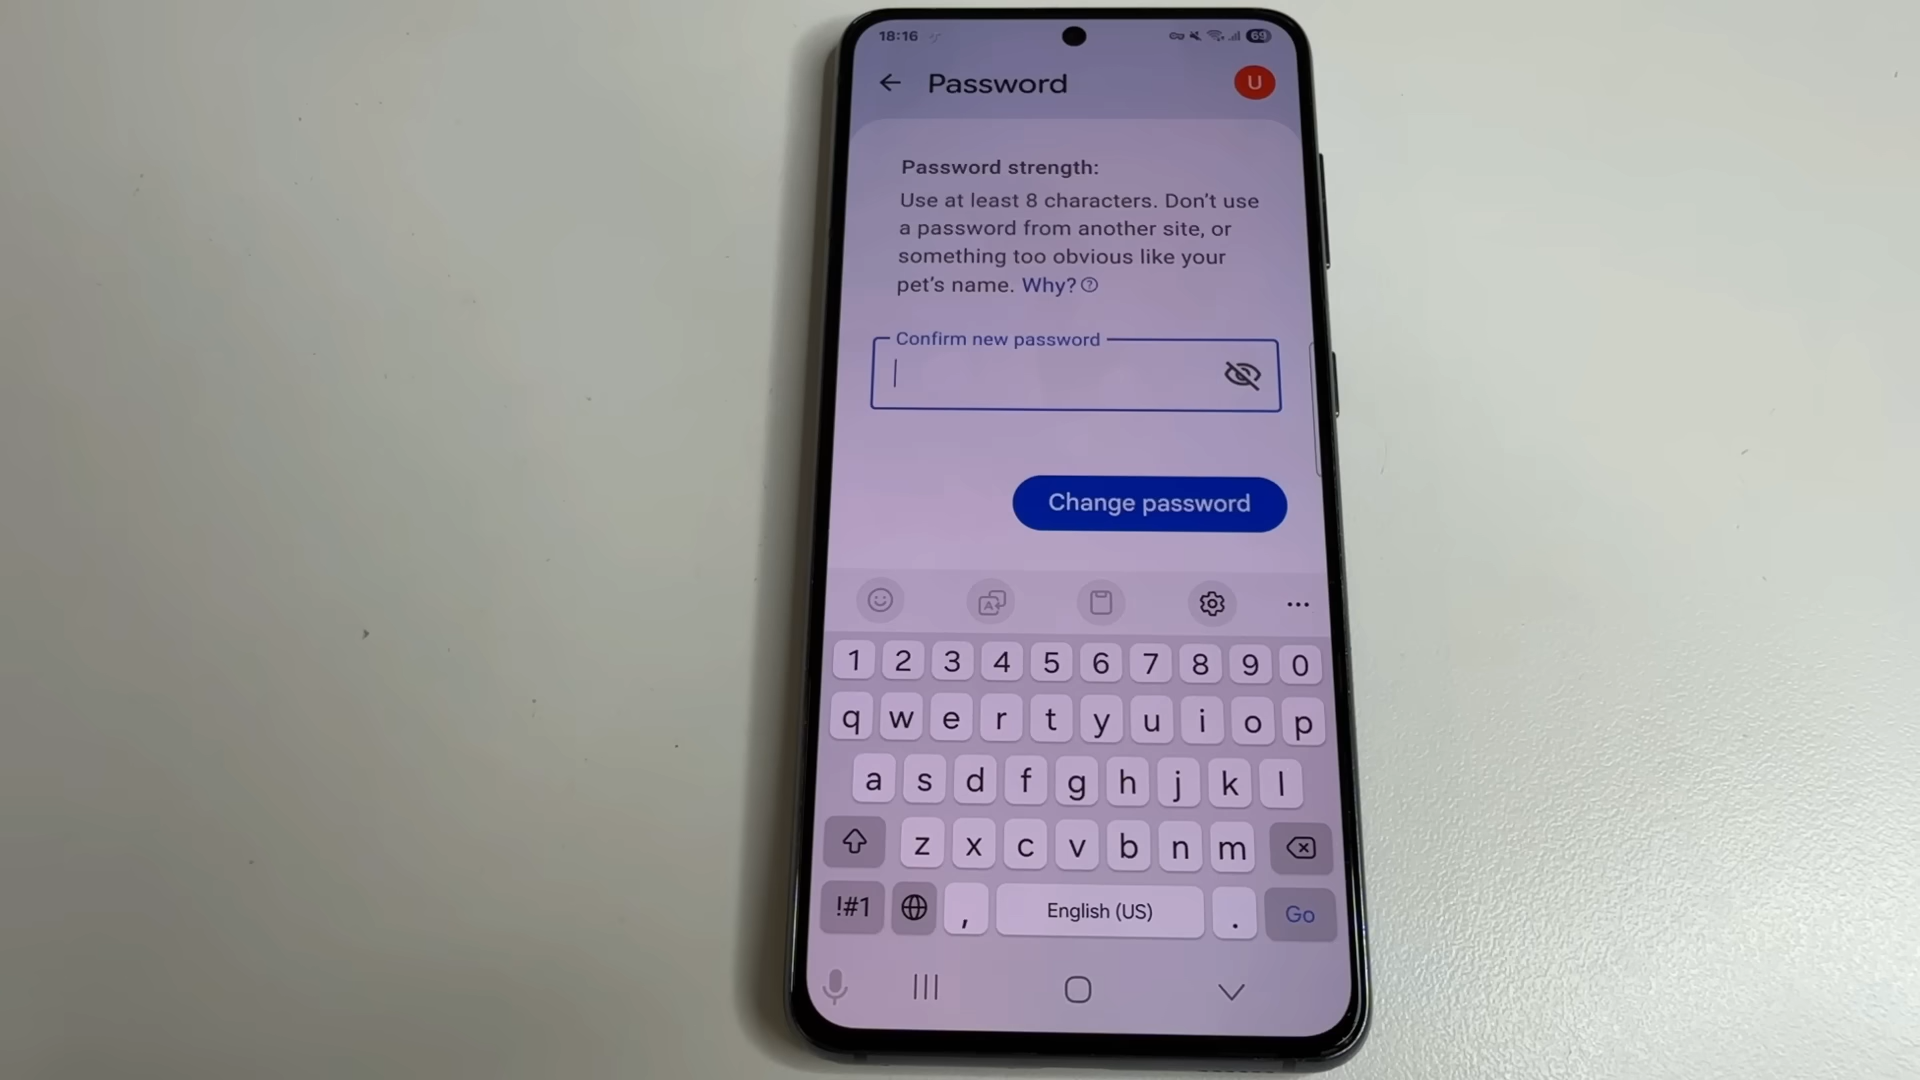 18:16
69
Password
U
Password strength:
Use at least 8 characters. Don't use
a password from another site, or
something too obvious like your
pet's name. Why?
Confirm new password
Change password
1 2 3 4 5 6 7 8 9 0
q w e r t y u i o p
a s d f g h j k l
z x c v b n m
!#1 , English (US) . Go